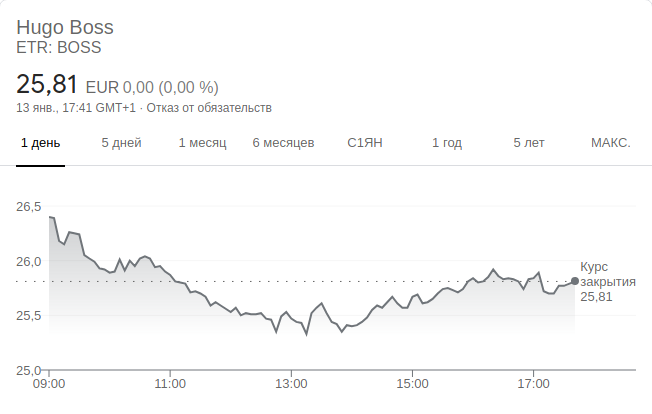 Hugo Boss
ETR: BOSS
25,81 EUR 0,00 (0,00 %)
13 янв., 17:41 GMT+1 · Отказ от обязательств
1 день 5 дней 1 месяц 6 месяцев С1ЯН 1 год 5 лет МАКС.
26,5
26,0
25,5
25,0
Курс
закрытия
25,81
09:00 11:00 13:00 15:00 17:00